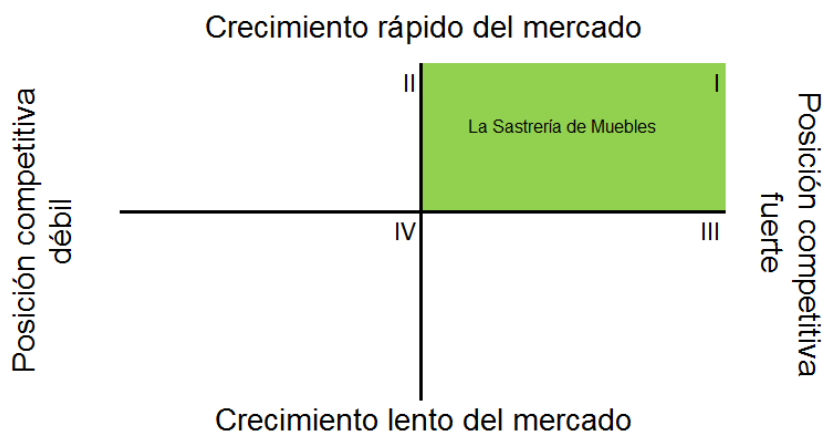 Crecimiento rápido del mercado
II
I
La Sastrería de Muebles
Posición competitiva
débil
Posición competitiva
fuerte
IV
III
Crecimiento lento del mercado